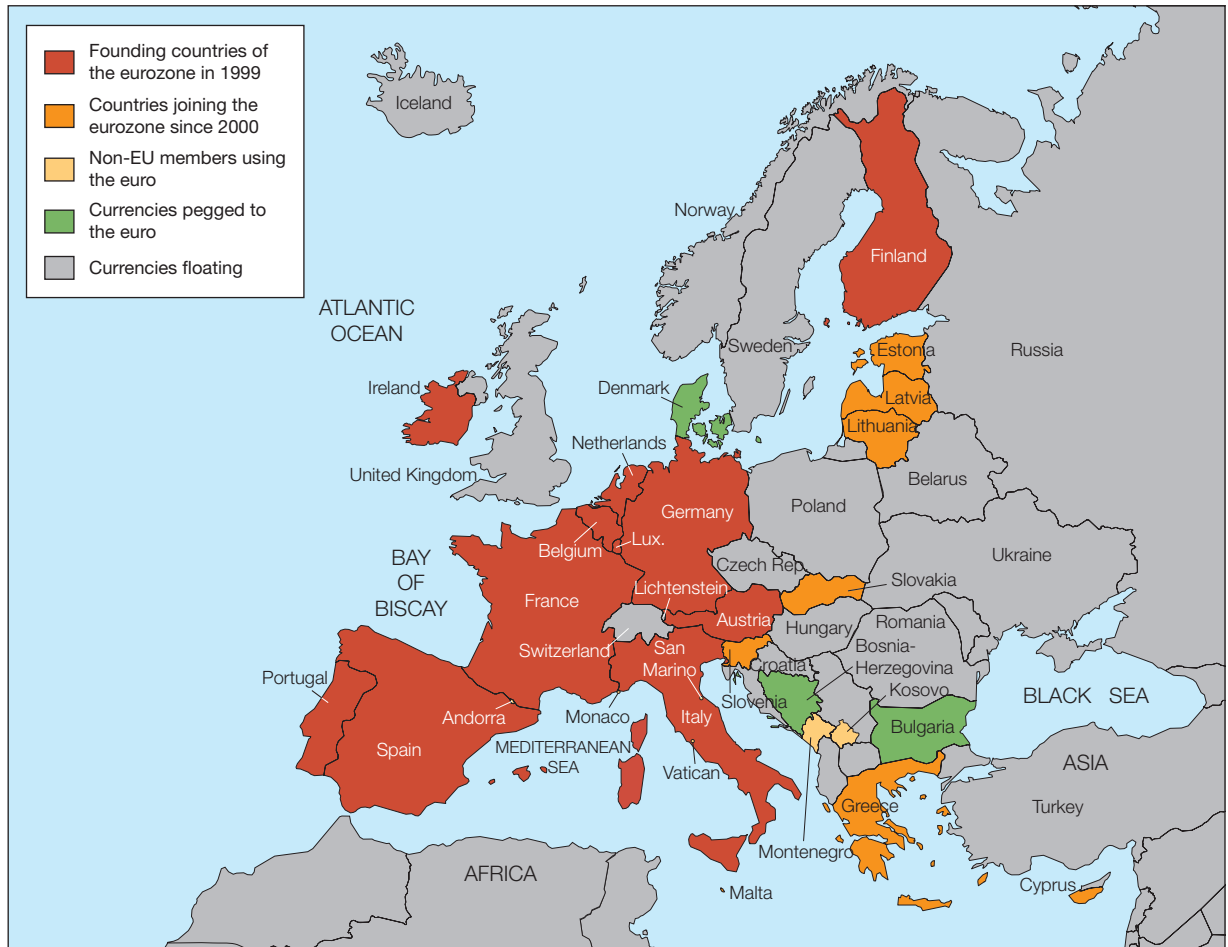 Founding countries of
the eurozone in 1999
Countries joining the
eurozone since 2000
Non-EU members using
the euro
Currencies pegged to
the euro
Currencies floating
Iceland
Norway
Finland
ATLANTIC
OCEAN
Sweden
Estonia
Russia
Ireland
Denmark
Latvia
Lithuania
Netherlands
United Kingdom
Belarus
Poland
Germany
Belgium
Lux.
Ukraine
BAY
OF
BISCAY
Czech Rep.
Slovakia
Lichtenstein
France
Austria
Hungary
Romania
Switzerland
San
Marino
Croatia
Bosnia-
Herzegovina
Kosovo
Portugal
Slovenia
BLACK SEA
Andorra
Monaco
Italy
Bulgaria
Spain
MEDITERRANEAN
SEA
Vatican
ASIA
Greece
Turkey
Montenegro
AFRICA
Malta
Cyprus